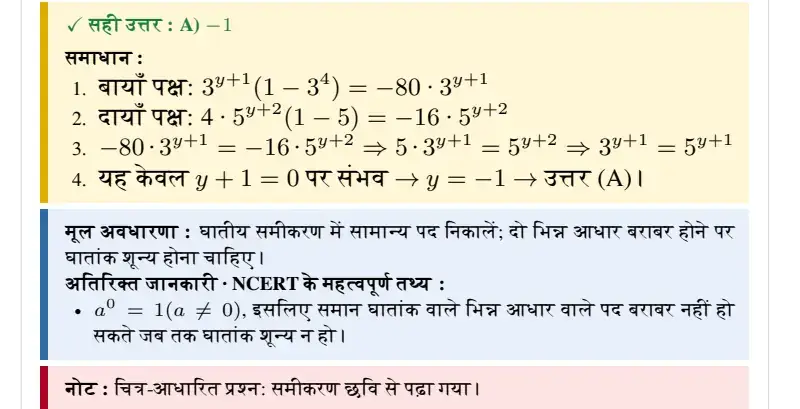 ✓ सही उत्तर : A) −1
समाधान :
1. बायाँ पक्ष: 3^{y+1}(1 − 3^4) = −80 · 3^{y+1}
2. दायाँ पक्ष: 4 · 5^{y+2}(1 − 5) = −16 · 5^{y+2}
3. −80 · 3^{y+1} = −16 · 5^{y+2} ⇒ 5 · 3^{y+1} = 5^{y+2} ⇒ 3^{y+1} = 5^{y+1}
4. यह केवल y + 1 = 0 पर संभव → y = −1 → उत्तर (A)।
मूल अवधारणा : घातीय समीकरण में सामान्य पद निकालें; दो भिन्न आधार बराबर होने पर
घातांक शून्य होना चाहिए।
अतिरिक्त जानकारी · NCERT के महत्वपूर्ण तथ्य :
• a^0 = 1(a ≠ 0), इसलिए समान घातांक वाले भिन्न आधार वाले पद बराबर नहीं हो
सकते जब तक घातांक शून्य न हो।
नोट : चित्र-आधारित प्रश्न: समीकरण छवि से पढ़ा गया।